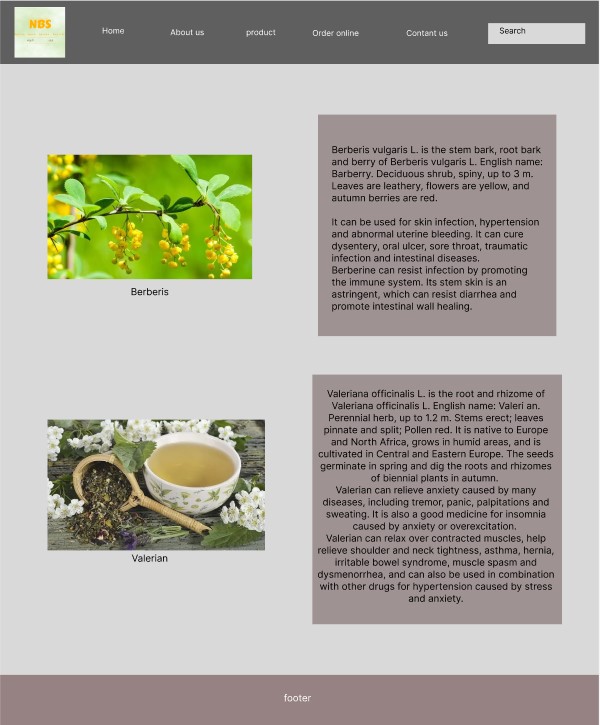 NBS
Home
About us
product
Order online
Contant us
Search
Berberis vulgaris L. is the stem bark, root bark
and berry of Berberis vulgaris L. English name:
Barberry. Deciduous shrub, spiny, up to 3 m.
Leaves are leathery, flowers are yellow, and
autumn berries are red.
It can be used for skin infection, hypertension
and abnormal uterine bleeding. It can cure
dysentery, oral ulcer, sore throat, traumatic
infection and intestinal diseases.
Berberine can resist infection by promoting
the immune system. Its stem skin is an
astringent, which can resist diarrhea and
promote intestinal wall healing.
Berberis
Valeriana officinalis L. is the root and rhizome of
Valeriana officinalis L. English name: Valeri an.
Perennial herb, up to 1.2 m. Stems erect; leaves
pinnate and split; Pollen red. It is native to Europe
and North Africa, grows in humid areas, and is
cultivated in Central and Eastern Europe. The seeds
germinate in spring and dig the roots and rhizomes
of biennial plants in autumn.
Valerian can relieve anxiety caused by many
diseases, including tremor, panic, palpitations and
sweating. It is also a good medicine for insomnia
caused by anxiety or overexcitation.
Valerian can relax over contracted muscles, help
relieve shoulder and neck tightness, asthma, hernia,
irritable bowel syndrome, muscle spasm and
dysmenorrhea, and can also be used in combination
with other drugs for hypertension caused by stress
and anxiety.
Valerian
footer